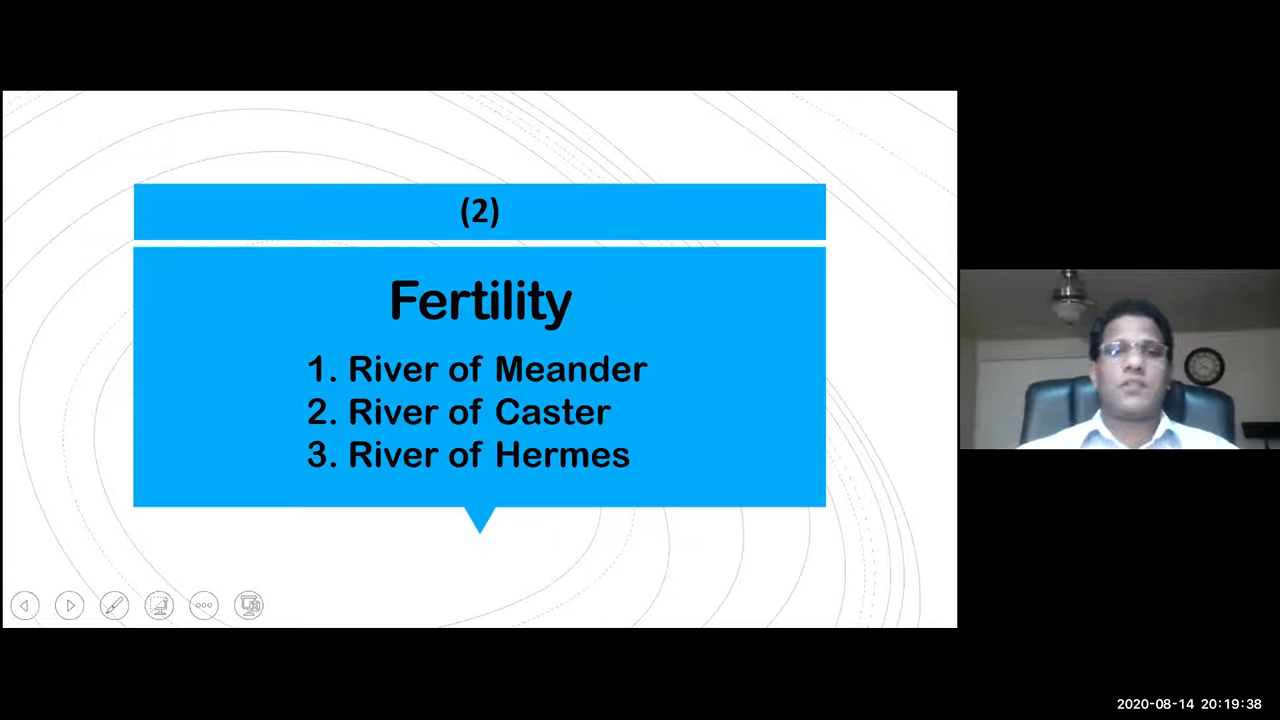 (2)
Fertility
1. River of Meander
2. River of Caster
3. River of Hermes
2020-08-14 20:19:38